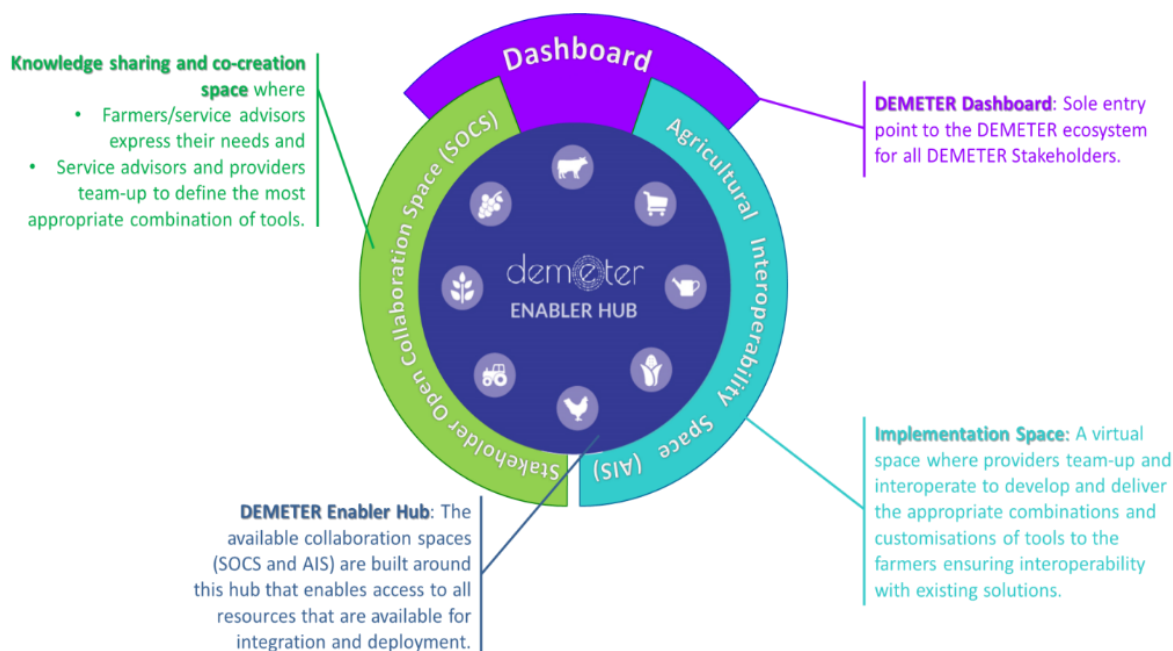 Dashboard
Knowledge sharing and co-creation
space where
• Farmers/service advisors
express their needs and
• Service advisors and providers
team-up to define the most
appropriate combination of tools.
DEMETER Dashboard: Sole entry
point to the DEMETER ecosystem
for all DEMETER Stakeholders.
Stakeholder Open Collaboration Space (SOCS)
Agricultural Interoperability Space (AIS)
demeter
ENABLER HUB
Implementation Space: A virtual
space where providers team-up and
interoperate to develop and deliver
the appropriate combinations and
customisations of tools to the
farmers ensuring interoperability
with existing solutions.
DEMETER Enabler Hub: The
available collaboration spaces
(SOCS and AIS) are built around
this hub that enables access to all
resources that are available for
integration and deployment.